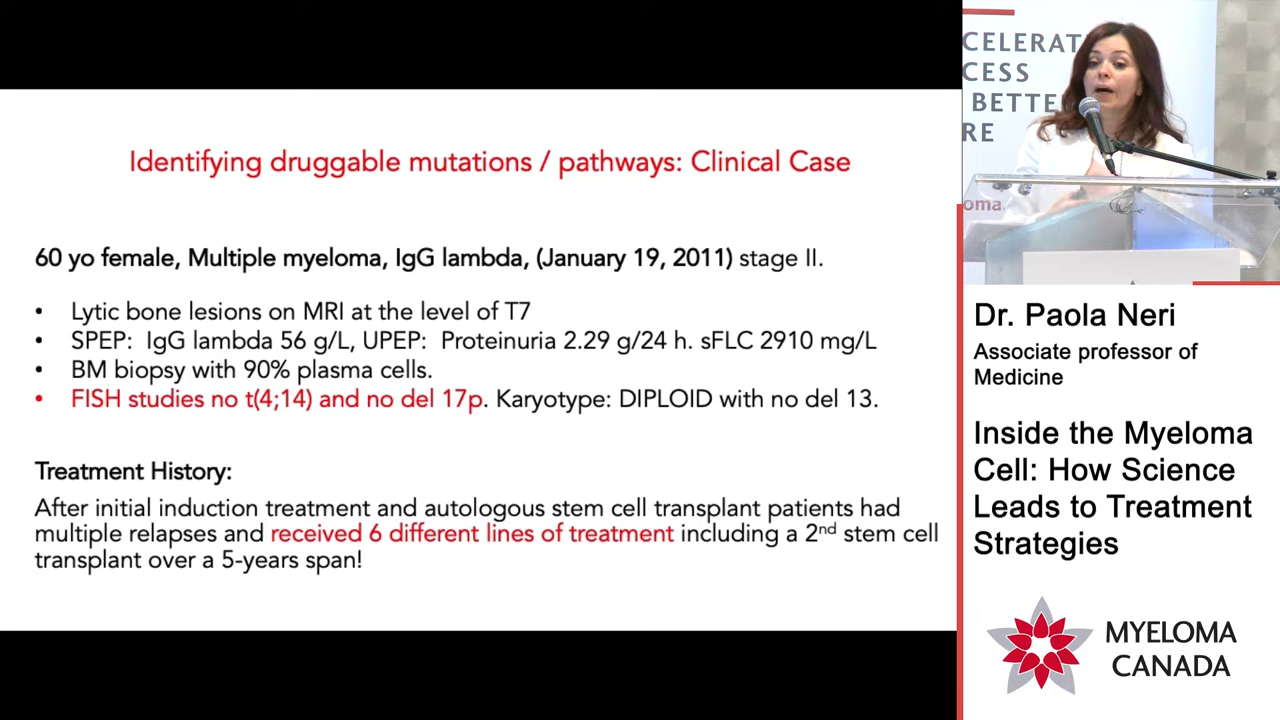 Identifying druggable mutations / pathways: Clinical Case
60 yo female, Multiple myeloma, IgG lambda, (January 19, 2011) stage II.
• Lytic bone lesions on MRI at the level of T7
• SPEP: IgG lambda 56 g/L, UPEP: Proteinuria 2.29 g/24 h. sFLC 2910 mg/L
• BM biopsy with 90% plasma cells.
• FISH studies no t(4;14) and no del 17p. Karyotype: DIPLOID with no del 13.
Treatment History:
After initial induction treatment and autologous stem cell transplant patients had
multiple relapses and received 6 different lines of treatment including a 2nd stem cell
transplant over a 5-years span!
CELERAT
CESS
BETTE
RE
oma.
Dr. Paola Neri
Associate professor of
Medicine
Inside the Myeloma
Cell: How Science
Leads to Treatment
Strategies
MYELOMA
CANADA